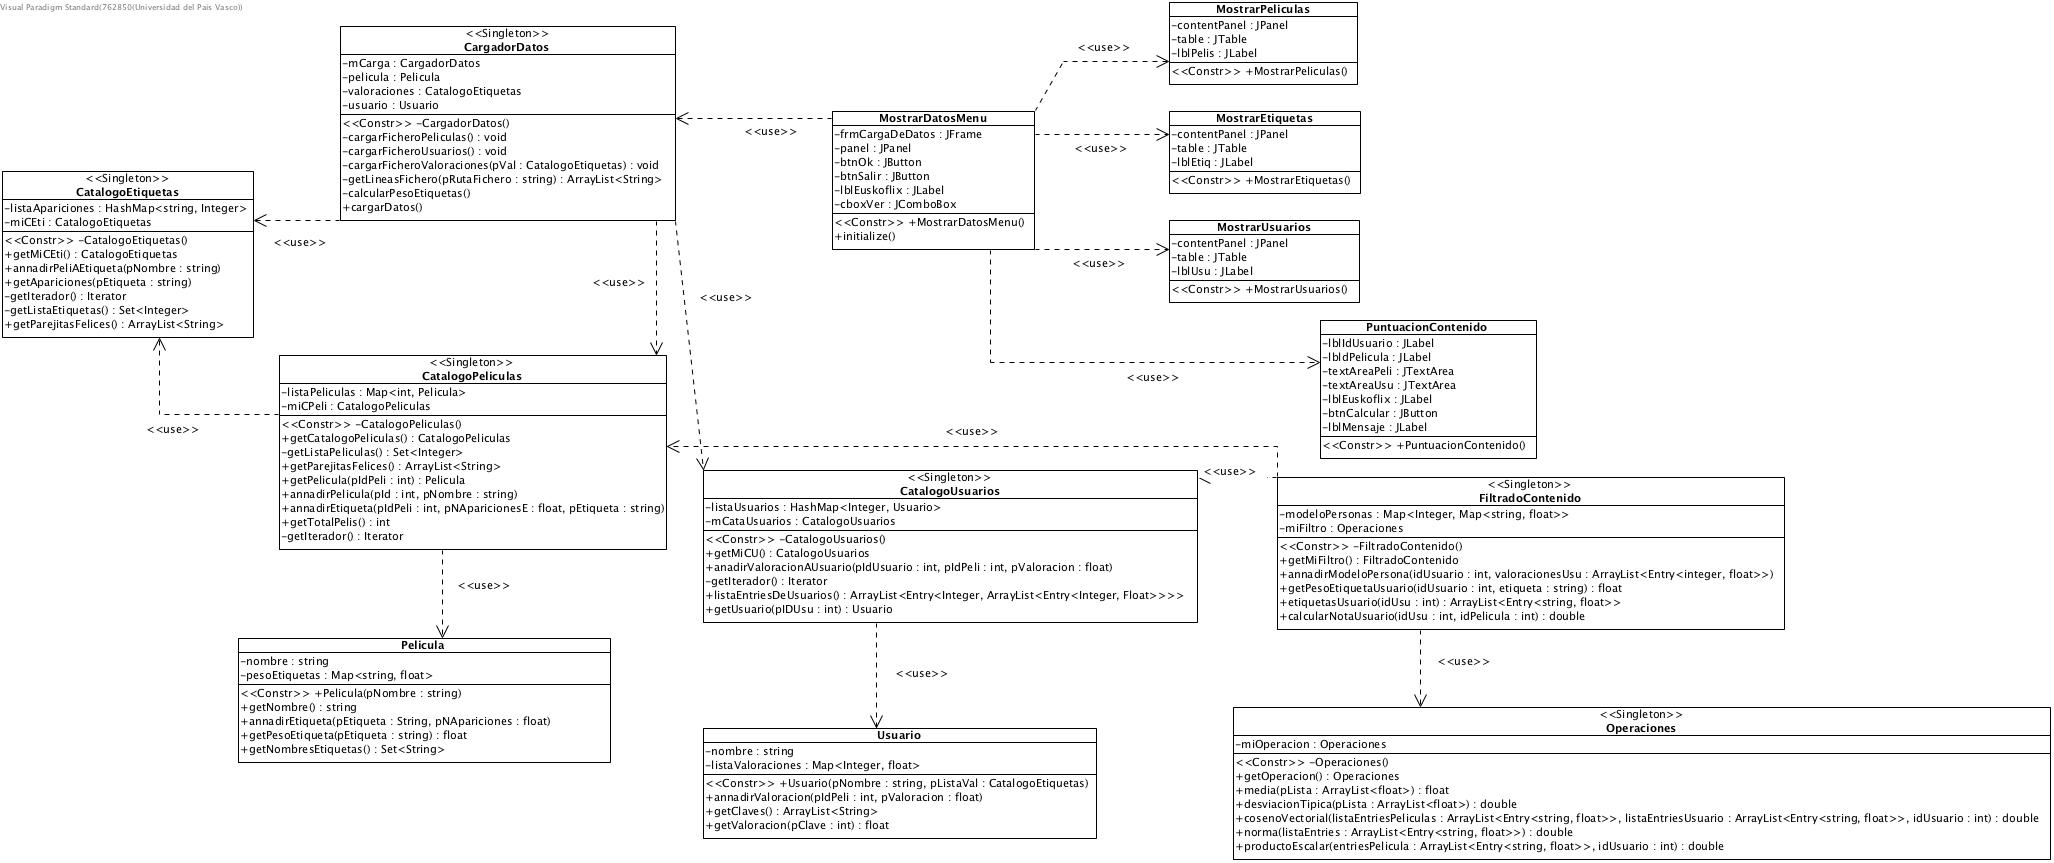 Visual Paradigm Standard(762850(Universidad del Pais Vasco))
<<Singleton>>
CargadorDatos
-mCarga : CargadorDatos
-pelicula : Pelicula
-valoraciones : CatalogoEtiquetas
-usuario : Usuario
<<Constr>> -CargadorDatos()
-cargarFicheroPeliculas() : void
-cargarFicheroUsuarios() : void
-cargarFicheroValoraciones(pVal : CatalogoEtiquetas) : void
-getLineasFichero(pRutaFichero : string) : ArrayList<String>
-calcularPesoEtiquetas()
+cargarDatos()
<<use>>
MostrarPeliculas
-contentPanel : JPanel
-table : JTable
-lblPelis : JLabel
<<Constr>> +MostrarPeliculas()
<<use>>
MostrarDatosMenu
-frmCargaDeDatos : JFrame
-panel : JPanel
-btnOk : JButton
-btnSalir : JButton
-lblEuskoflix : JLabel
-cboxVer : JComboBox
<<Constr>> +MostrarDatosMenu()
+initialize()
<<use>>
MostrarEtiquetas
-contentPanel : JPanel
-table : JTable
-lblEtiq : JLabel
<<Constr>> +MostrarEtiquetas()
<<use>>
MostrarUsuarios
-contentPanel : JPanel
-table : JTable
-lblUsu : JLabel
<<Constr>> +MostrarUsuarios()
<<Singleton>>
CatalogoEtiquetas
-listaApariciones : HashMap<string, Integer>
-miCEti : CatalogoEtiquetas
<<Constr>> -CatalogoEtiquetas()
+getMiCEti() : CatalogoEtiquetas
+annadirPeliAEtiqueta(pNombre : string)
+getApariciones(pEtiqueta : string)
-getIterador() : Iterator
-getListaEtiquetas() : Set<Integer>
+getParejitasFelices() : ArrayList<String>
<<use>>
<<use>>
<<use>>
<<use>>
PuntuacionContenido
-lblIdUsuario : JLabel
-lbldPelicula : JLabel
-textAreaPeli : JTextArea
-textAreaUsu : JTextArea
-lblEuskoflix : JLabel
-btnCalcular : JButton
-lblMensaje : JLabel
<<Constr>> +PuntuacionContenido()
<<Singleton>>
CatalogoPeliculas
-listaPeliculas : Map<int, Pelicula>
-miCPeli : CatalogoPeliculas
<<Constr>> -CatalogoPeliculas()
+getCatalogoPeliculas() : CatalogoPeliculas
-getListaPeliculas() : Set<Integer>
+getParejitasFelices() : ArrayList<String>
+getPelicula(pIdPeli : int) : Pelicula
+annadirPelicula(pId : int, pNombre : string)
+annadirEtiqueta(pIdPeli : int, pNAparicionesE : float, pEtiqueta : string)
+getTotalPelis() : int
-getIterador() : Iterator
<<use>>
<<use>>
<<use>>
<<Singleton>>
CatalogoUsuarios
-listaUsuarios : HashMap<Integer, Usuario>
-mCataUsuarios : CatalogoUsuarios
<<Constr>> -CatalogoUsuarios()
+getMiCU() : CatalogoUsuarios
+anadirValoracionAUsuario(pIdUsuario : int, pIdPeli : int, pValoracion : float)
-getIterador() : Iterator
+listaEntriesDeUsuarios() : ArrayList<Entry<Integer, ArrayList<Entry<Integer, Float>>>>
+getUsuario(pIDUsu : int) : Usuario
<<Singleton>>
FiltradoContenido
-modeloPersonas : Map<Integer, Map<string, float>>
-miFiltro : Operaciones
<<Constr>> -FiltradoContenido()
+getMiFiltro() : FiltradoContenido
+annadirModeloPersona(idUsuario : int, valoracionesUsu : ArrayList<Entry<integer, float>>)
+getPesoEtiquetaUsuario(idUsuario : int, etiqueta : string) : float
+etiquetasUsuario(idUsu : int) : ArrayList<Entry<string, float>>
+calcularNotaUsuario(idUsu : int, idPelicula : int) : double
<<use>>
<<use>>
<<use>>
Pelicula
-nombre : string
-pesoEtiquetas : Map<string, float>
<<Constr>> +Pelicula(pNombre : string)
+getNombre() : string
+annadirEtiqueta(pEtiqueta : String, pNApariciones : float)
+getPesoEtiqueta(pEtiqueta : string) : float
+getNombresEtiquetas() : Set<String>
Usuario
-nombre : string
-listaValoraciones : Map<Integer, float>
<<Constr>> +Usuario(pNombre : string, pListaVal : CatalogoEtiquetas)
+annadirValoracion(pIdPeli : int, pValoracion : float)
+getClaves() : ArrayList<String>
+getValoracion(pClave : int) : float
<<Singleton>>
Operaciones
-miOperacion : Operaciones
<<Constr>> -Operaciones()
+getOperacion() : Operaciones
+media(pLista : ArrayList<float>) : float
+desviacionTipica(pLista : ArrayList<float>) : double
+cosenoVectorial(listaEntriesPeliculas : ArrayList<Entry<string, float>>, listaEntriesUsuario : ArrayList<Entry<string, float>>, idUsuario : int) : double
+norma(listaEntries : ArrayList<Entry<string, float>>) : double
+productoEscalar(entriesPelicula : ArrayList<Entry<string, float>>, idUsuario : int) : double